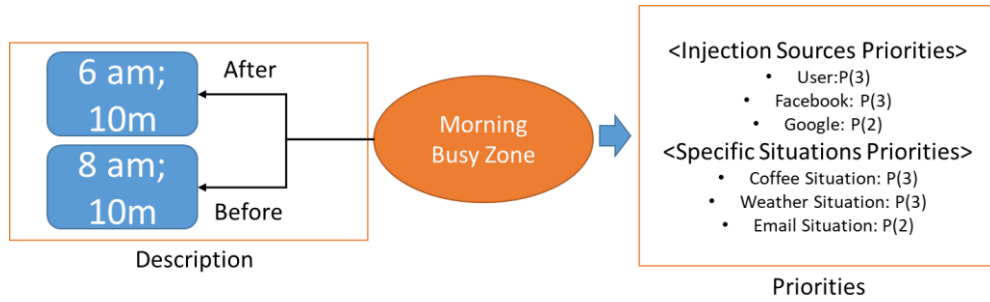 6 am;
10m
After
8 am;
10m
Before
Description
Morning
Busy Zone
<Injection Sources Priorities>
• User:P(3)
• Facebook: P(3)
• Google: P(2)
<Specific Situations Priorities>
• Coffee Situation: P(3)
• Weather Situation: P(3)
• Email Situation: P(2)
Priorities